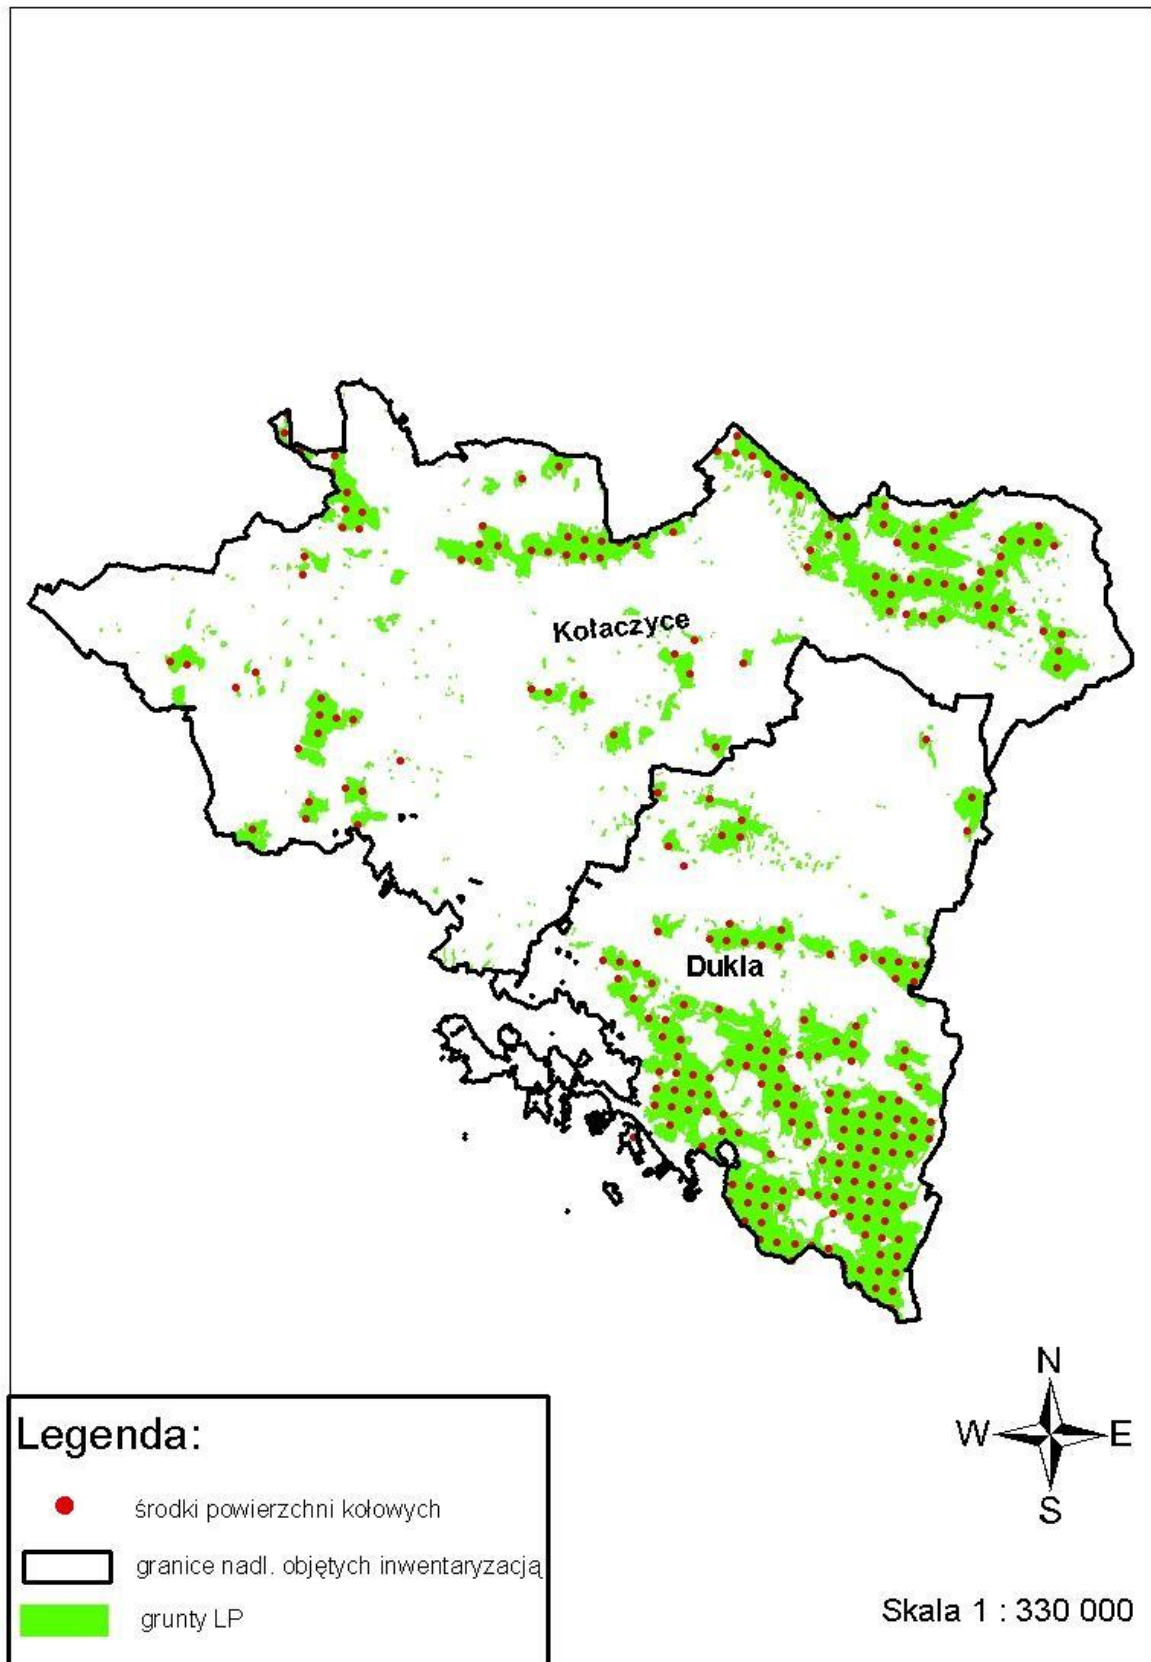 Kołaczyce
Dukla
N
W E
S
Legenda:
środki powierzchni kołowych
granice nadl. objętych inwentaryzacją
grunty LP
Skala 1 : 330 000